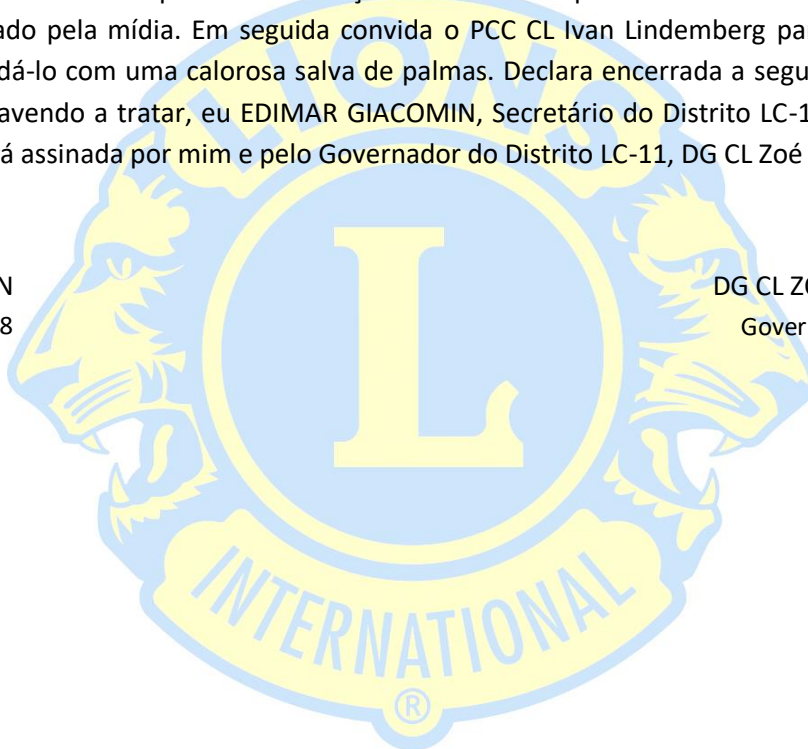 ado pela mídia. Em seguida convida o PCC CL Ivan Lindemberg pa
dá-lo com uma calorosa salva de palmas. Declara encerrada a segu
avendo a tratar, eu EDIMAR GIACOMIN, Secretário do Distrito LC-1
á assinada por mim e pelo Governador do Distrito LC-11, DG CL Zoé
LIONS
N DG CL Z
8 Gover
L
INTERNATIONAL
®